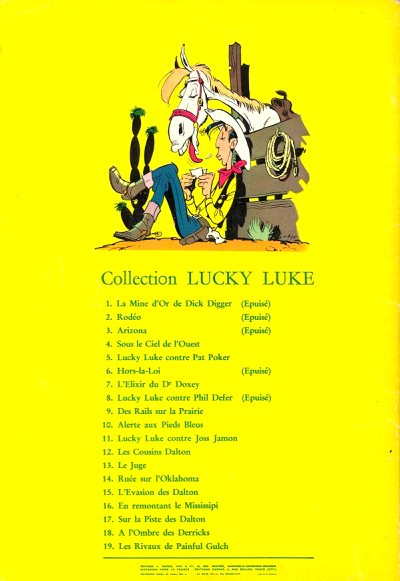 Collection LUCKY LUKE
1. La Mine d'Or de Dick Digger (Epuisé)
2. Rodéo (Epuisé)
3. Arizona (Epuisé)
4. Sous le Ciel de l'Ouest
5. Lucky Luke contre Pat Poker
6. Hors-la-Loi (Epuisé)
7. L'Elixir du Dr Doxey
8. Lucky Luke contre Phil Defer (Epuisé)
9. Des Rails sur la Prairie
10. Alerte aux Pieds Bleus
11. Lucky Luke contre Joss Jamon
12. Les Cousins Dalton
13. Le Juge
14. Ruée sur l'Oklahoma
15. L'Evasion des Dalton
16. En remontant le Mississipi
17. Sur la Piste des Dalton
18. A l'Ombre des Derricks
19. Les Rivaux de Painful Gulch